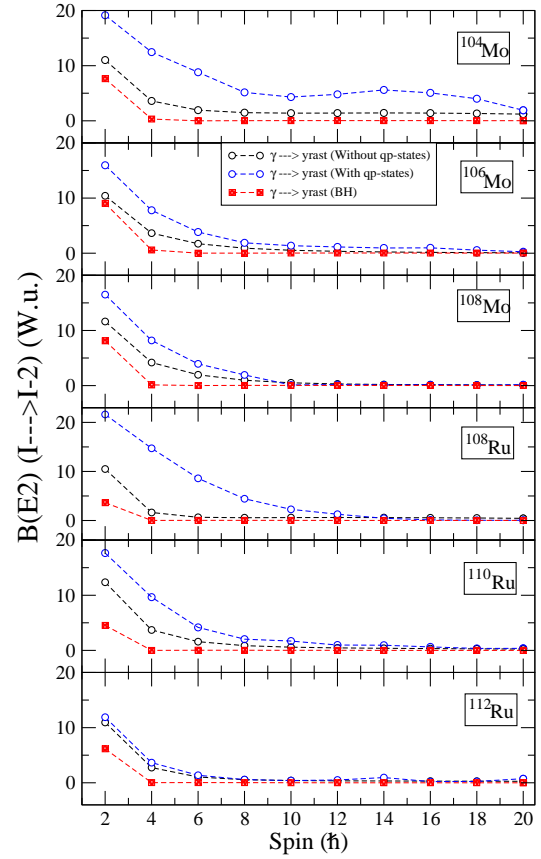 20
10
0
¹⁰⁴Mo
20
10
0
γ ---> yrast (Without qp-states)
γ ---> yrast (With qp-states)
γ ---> yrast (BH)
¹⁰⁶Mo
20
10
0
¹⁰⁸Mo
20
10
0
¹⁰⁸Ru
20
10
0
¹¹⁰Ru
20
10
0
¹¹²Ru
B(E2) (I--->I-2) (W.u.)
2 4 6 8 10 12 14 16 18 20
Spin (ħ)